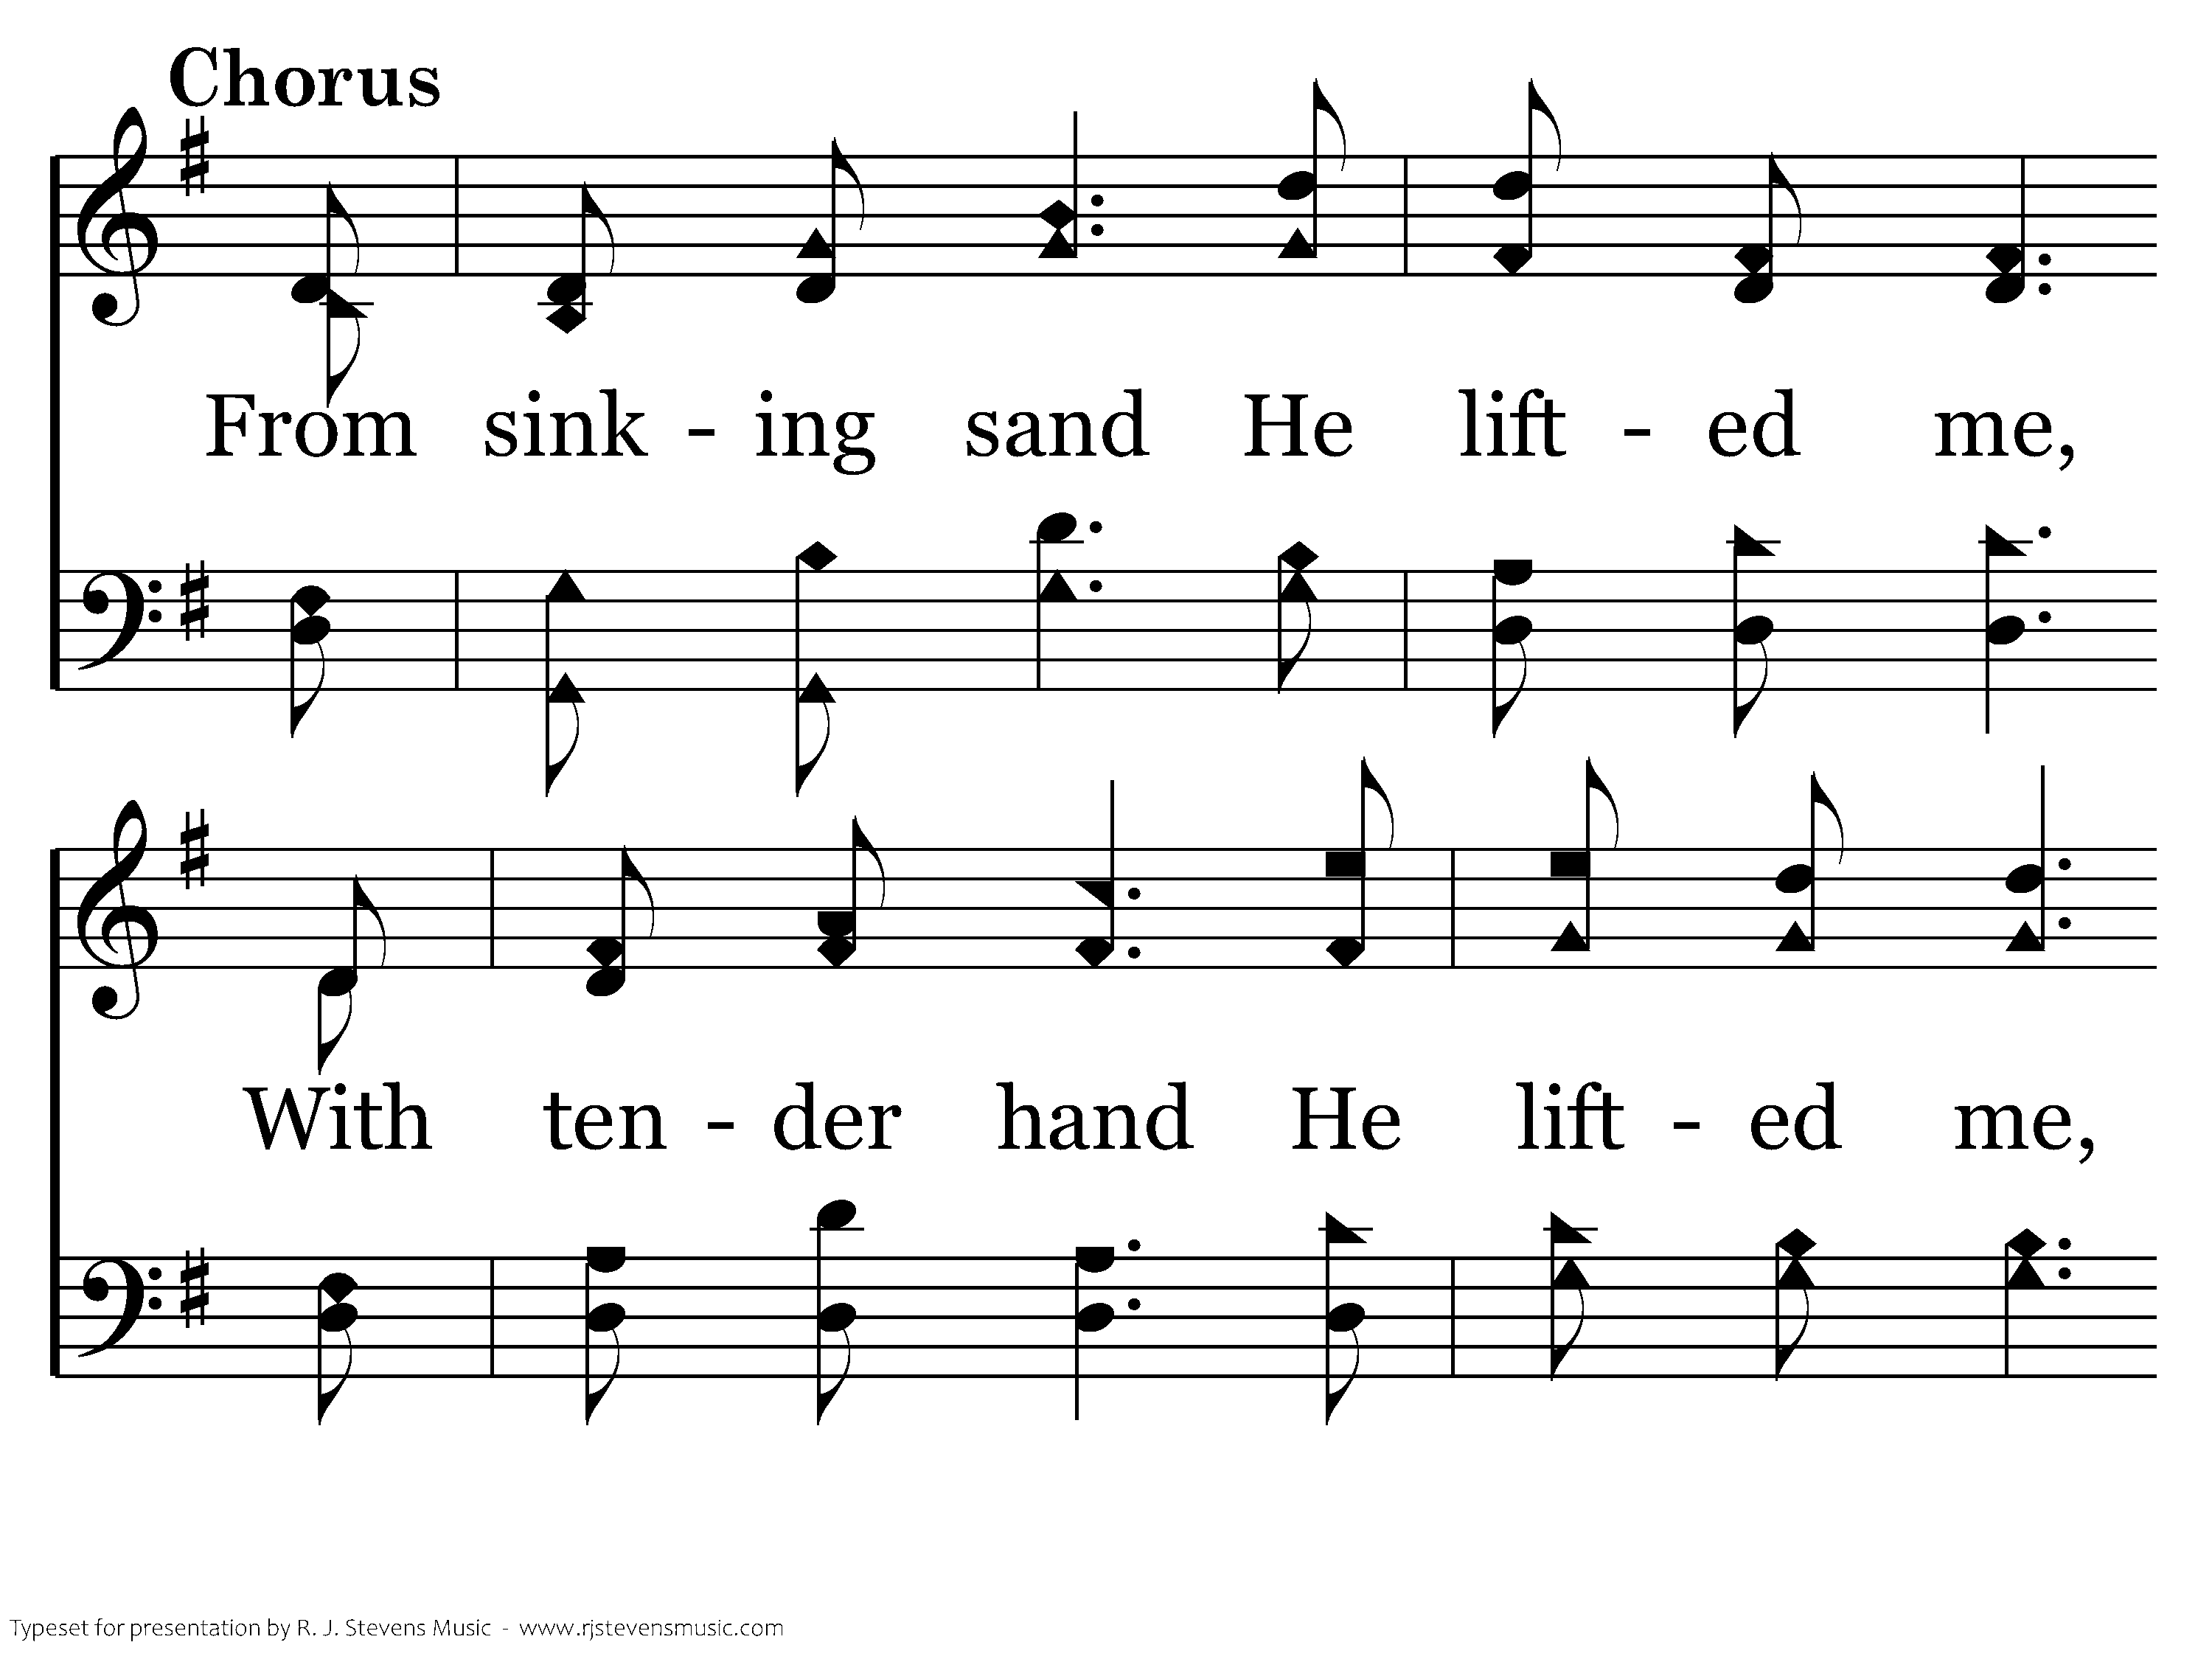 Chorus
From sink - ing sand He lift - ed me,
With ten - der hand He lift - ed me,
Typeset for presentation by R. J. Stevens Music - www.rjstevensmusic.com